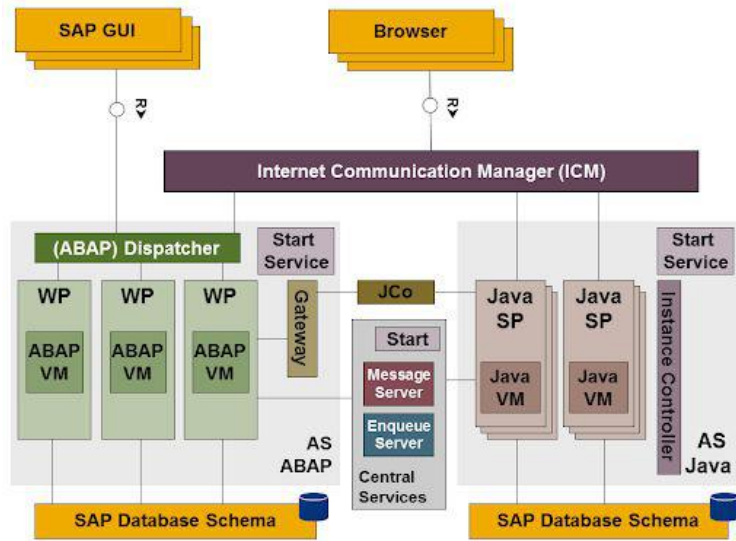 SAP GUI
Browser
R
R
Internet Communication Manager (ICM)
(ABAP) Dispatcher
Start
Service
Start
Service
WP
WP
WP
ABAP
VM
ABAP
VM
ABAP
VM
Gateway
JCo
Java
SP
Java
SP
Java
VM
Java
VM
Instance Controller
Start
Message
Server
Enqueue
Server
Central
Services
AS
ABAP
AS
Java
SAP Database Schema
SAP Database Schema